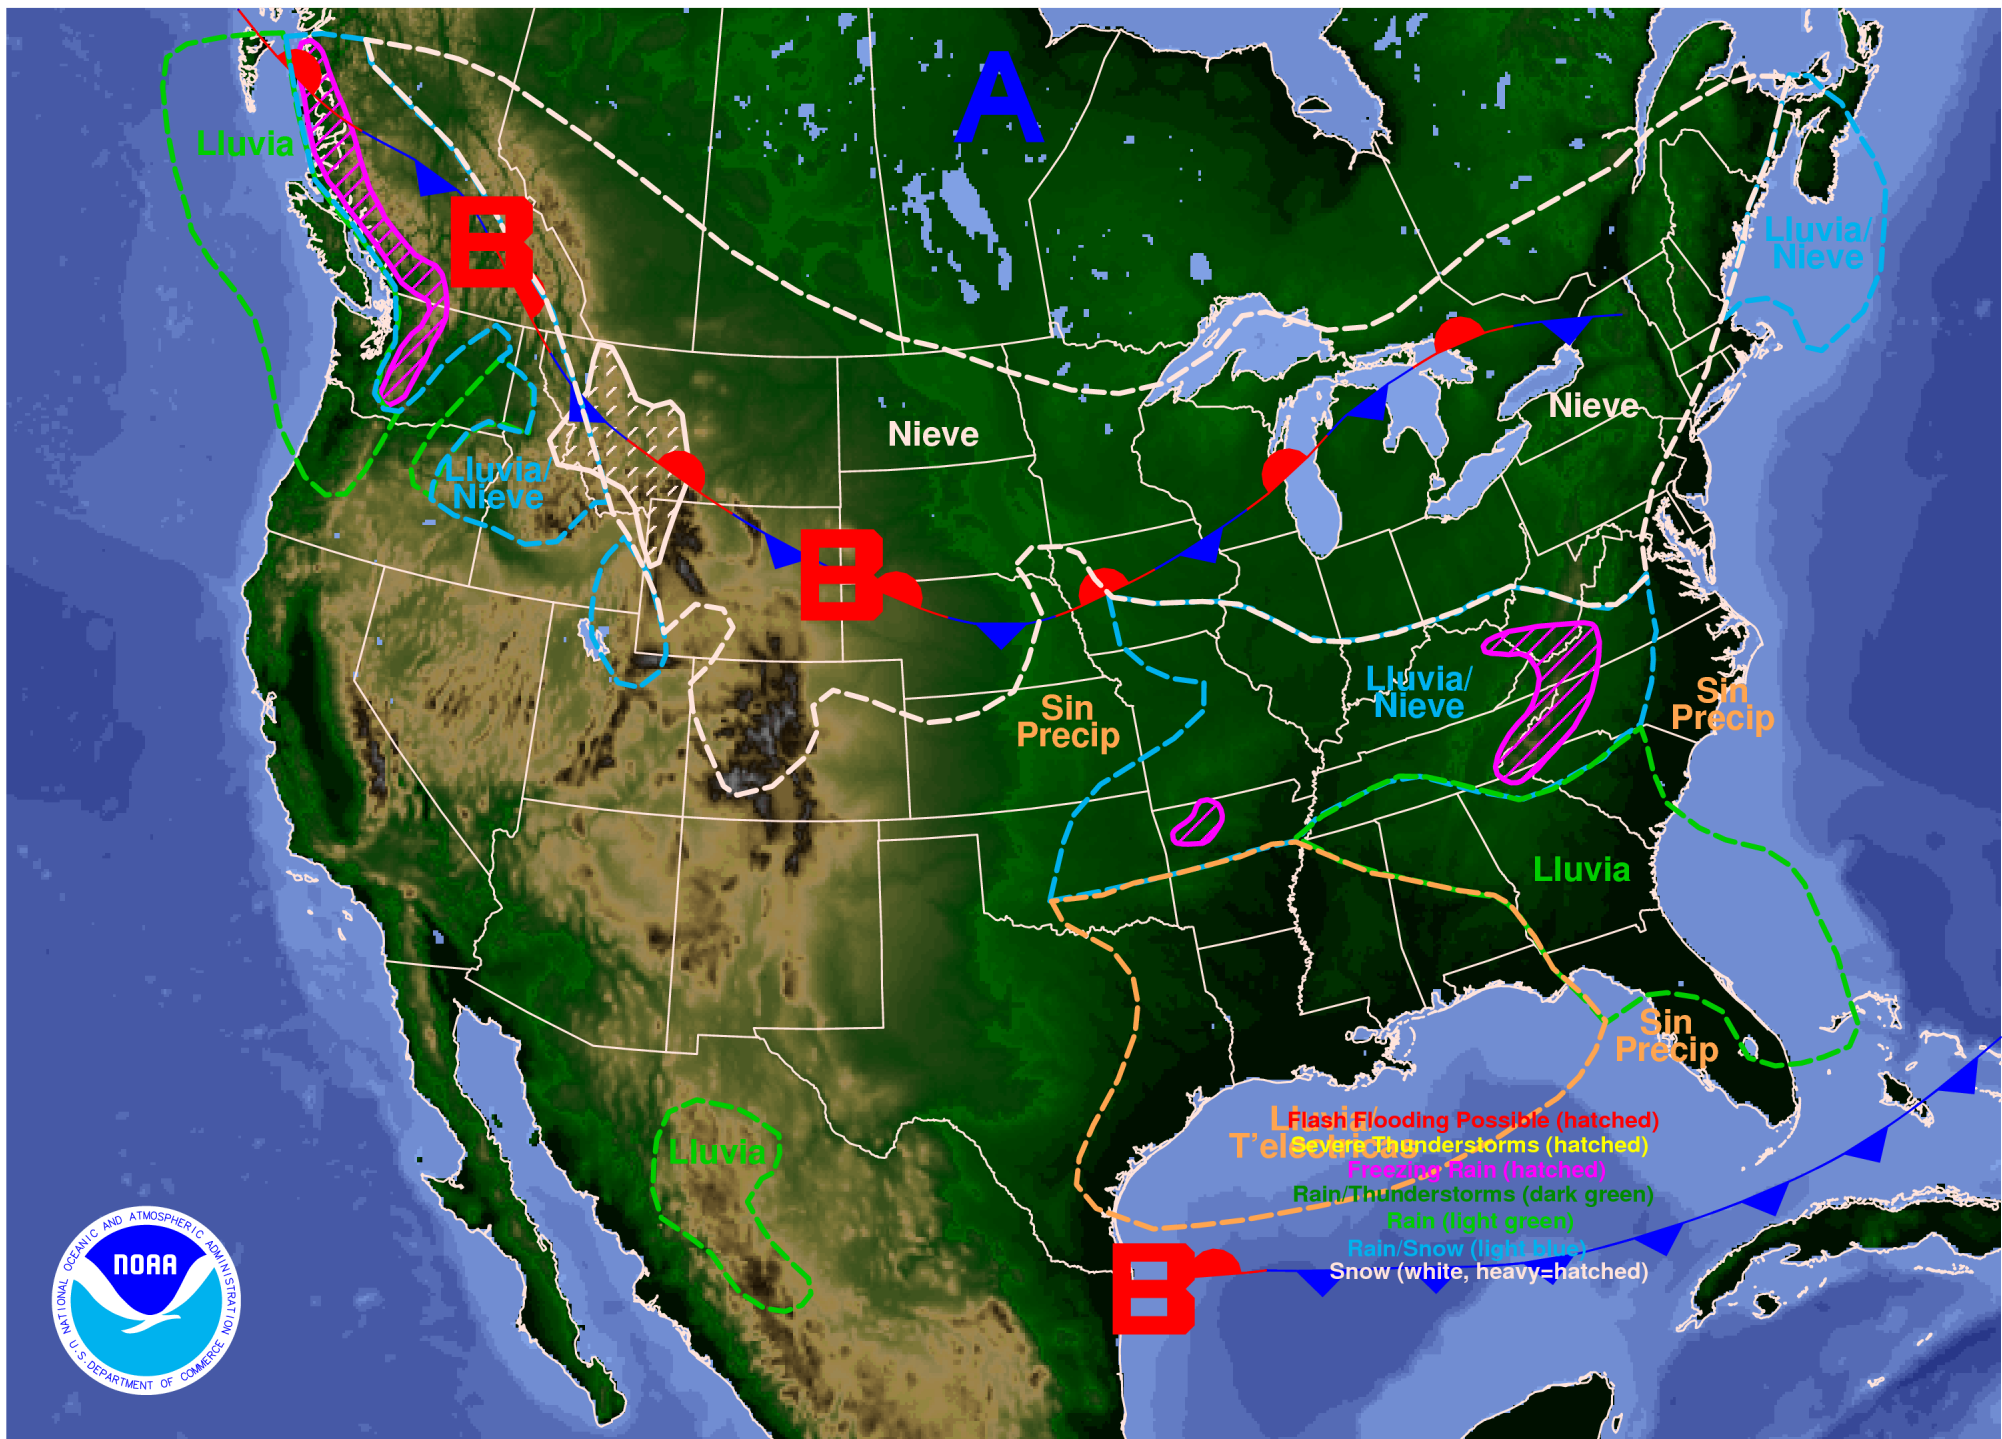 A
Lluvia
B
Lluvia/
Nieve
Nieve
Nieve
Lluvia/
Nieve
B
Lluvia/
Nieve
Sin
Precip
Sin
Precip
Lluvia
Sin
Precip
Lluvia/
T'electricas
Lluvia
Flash Flooding Possible (hatched)
Severe Thunderstorms (hatched)
Freezing Rain (hatched)
Rain/Thunderstorms (dark green)
Rain (light green)
Rain/Snow (light blue)
Snow (white, heavy=hatched)
B
NATIONAL OCEANIC AND ATMOSPHERIC ADMINISTRATION
NOAA
U.S. DEPARTMENT OF COMMERCE